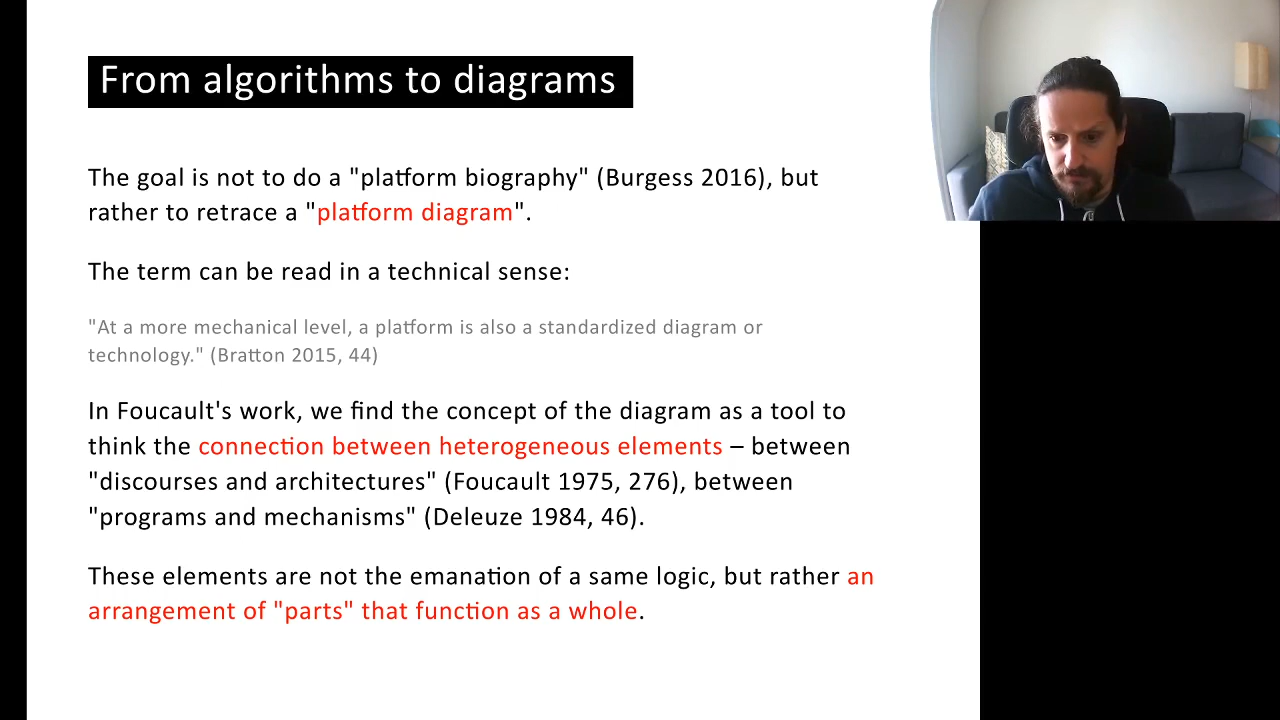 From algorithms to diagrams
The goal is not to do a "platform biography" (Burgess 2016), but
rather to retrace a "platform diagram".
The term can be read in a technical sense:
"At a more mechanical level, a platform is also a standardized diagram or
technology." (Bratton 2015, 44)
In Foucault's work, we find the concept of the diagram as a tool to
think the connection between heterogeneous elements – between
"discourses and architectures" (Foucault 1975, 276), between
"programs and mechanisms" (Deleuze 1984, 46).
These elements are not the emanation of a same logic, but rather an
arrangement of "parts" that function as a whole.